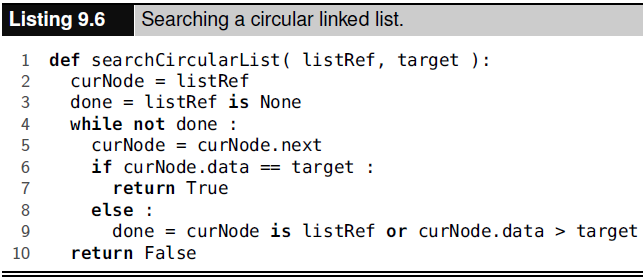 Listing 9.6 Searching a circular linked list.
1 def searchCircularList( listRef, target ):
2   curNode = listRef
3   done = listRef is None
4   while not done :
5     curNode = curNode.next
6     if curNode.data == target :
7       return True
8     else :
9       done = curNode is listRef or curNode.data > target
10   return False